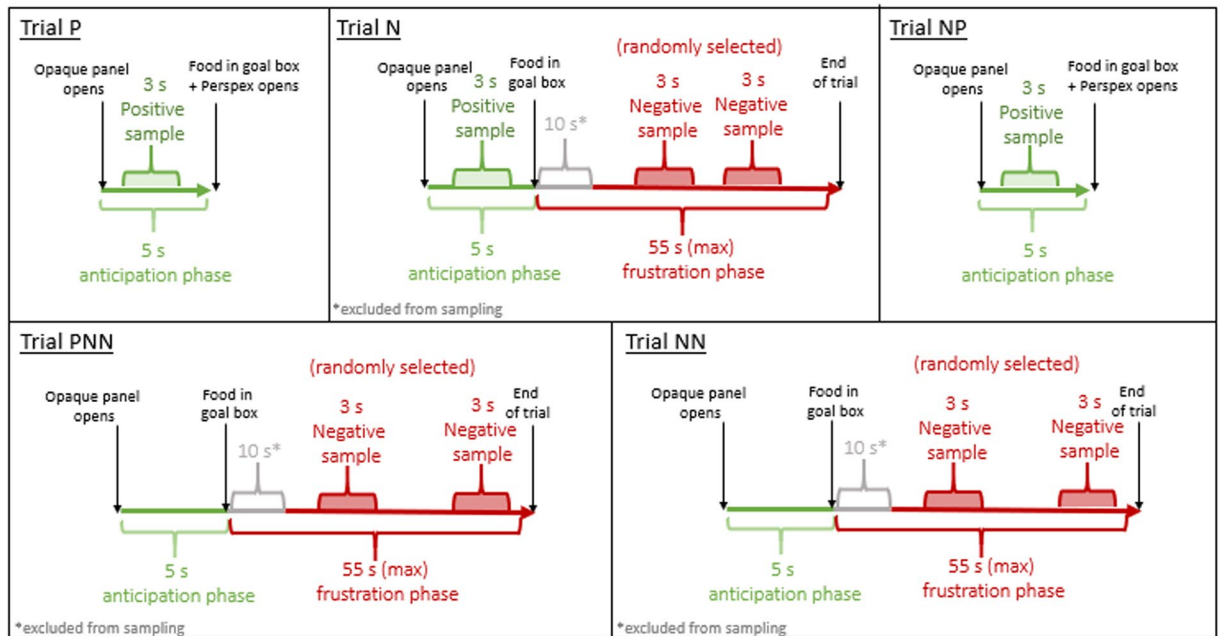 Trial P
Opaque panel
opens
3 s
Positive
sample
Food in goal box
+ Perspex opens
5 s
anticipation phase
Trial N
Opaque panel
opens
3 s
Positive
sample
Food in
goal box
10 s*
(randomly selected)
3 s
Negative
sample
3 s
Negative
sample
End
of trial
5 s
anticipation phase
55 s (max)
frustration phase
*excluded from sampling
Trial NP
Opaque panel
opens
3 s
Positive
sample
Food in goal box
+ Perspex opens
5 s
anticipation phase
Trial PNN
Opaque panel
opens
Food in
goal box
10 s*
(randomly selected)
3 s
Negative
sample
3 s
Negative
sample
End
of trial
5 s
anticipation phase
55 s (max)
frustration phase
*excluded from sampling
Trial NN
Opaque panel
opens
Food in
goal box
10 s*
(randomly selected)
3 s
Negative
sample
3 s
Negative
sample
End
of trial
5 s
anticipation phase
55 s (max)
frustration phase
*excluded from sampling